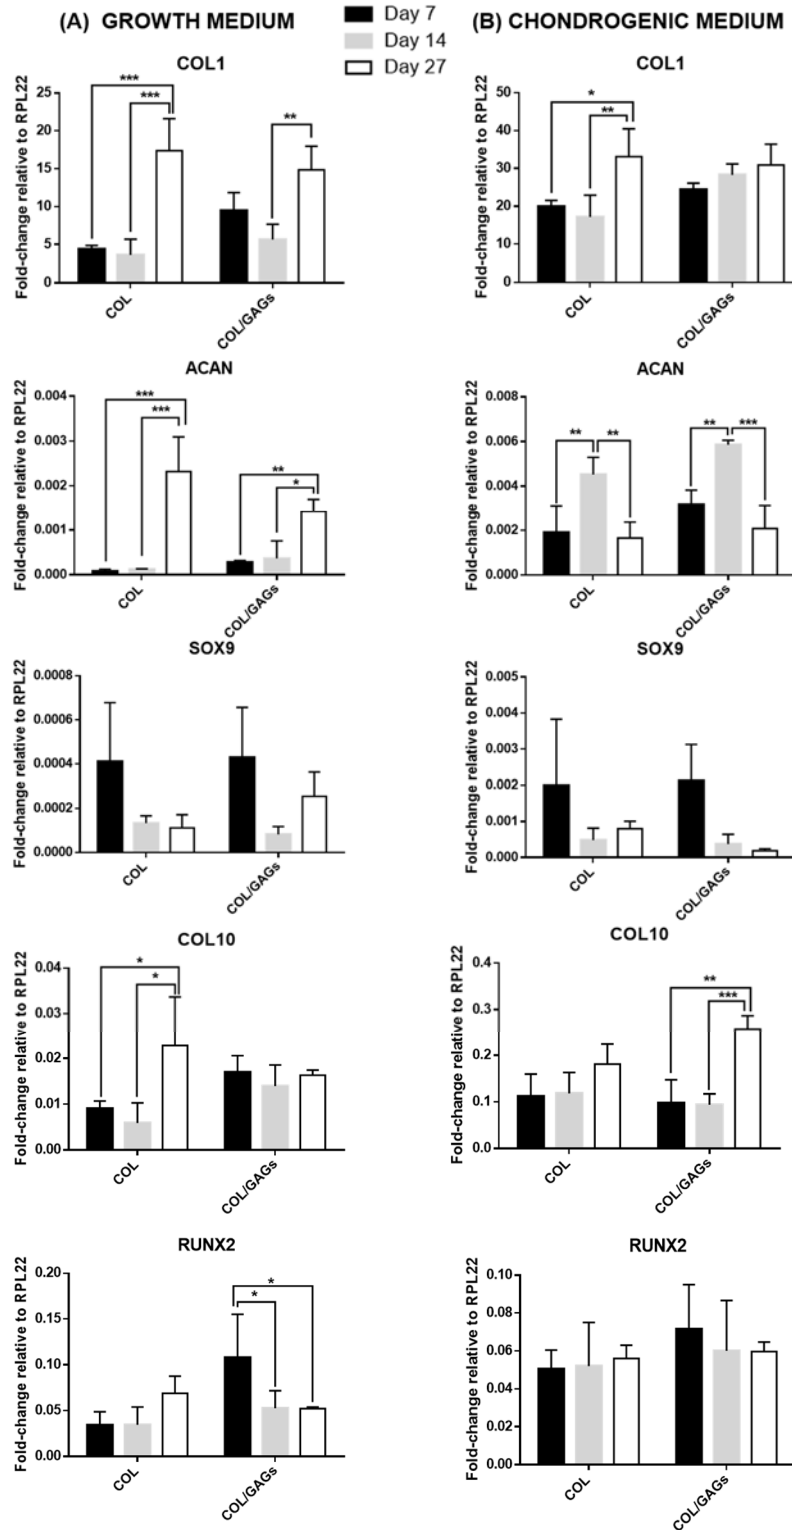 (A) GROWTH MEDIUM
Day 7
Day 14
Day 27
(B) CHONDROGENIC MEDIUM
COL1
Fold-change relative to RPL22
25
20
15
10
5
0
***
***
**
COL
COL/GAGs
COL1
Fold-change relative to RPL22
50
40
30
20
10
0
*
**
COL
COL/GAGs
ACAN
Fold-change relative to RPL22
0.004
0.003
0.002
0.001
0.000
***
***
**
*
COL
COL/GAGs
ACAN
Fold-change relative to RPL22
0.008
0.006
0.004
0.002
0.000
**
**
**
***
COL
COL/GAGs
SOX9
Fold-change relative to RPL22
0.0008
0.0006
0.0004
0.0002
0.0000
COL
COL/GAGs
SOX9
Fold-change relative to RPL22
0.005
0.004
0.003
0.002
0.001
0.000
COL
COL/GAGs
COL10
Fold-change relative to RPL22
0.04
0.03
0.02
0.01
0.00
*
*
COL
COL/GAGs
COL10
Fold-change relative to RPL22
0.4
0.3
0.2
0.1
0.0
**
***
COL
COL/GAGs
RUNX2
Fold-change relative to RPL22
0.20
0.15
0.10
0.05
0.00
*
*
COL
COL/GAGs
RUNX2
Fold-change relative to RPL22
0.10
0.08
0.06
0.04
0.02
0.00
COL
COL/GAGs